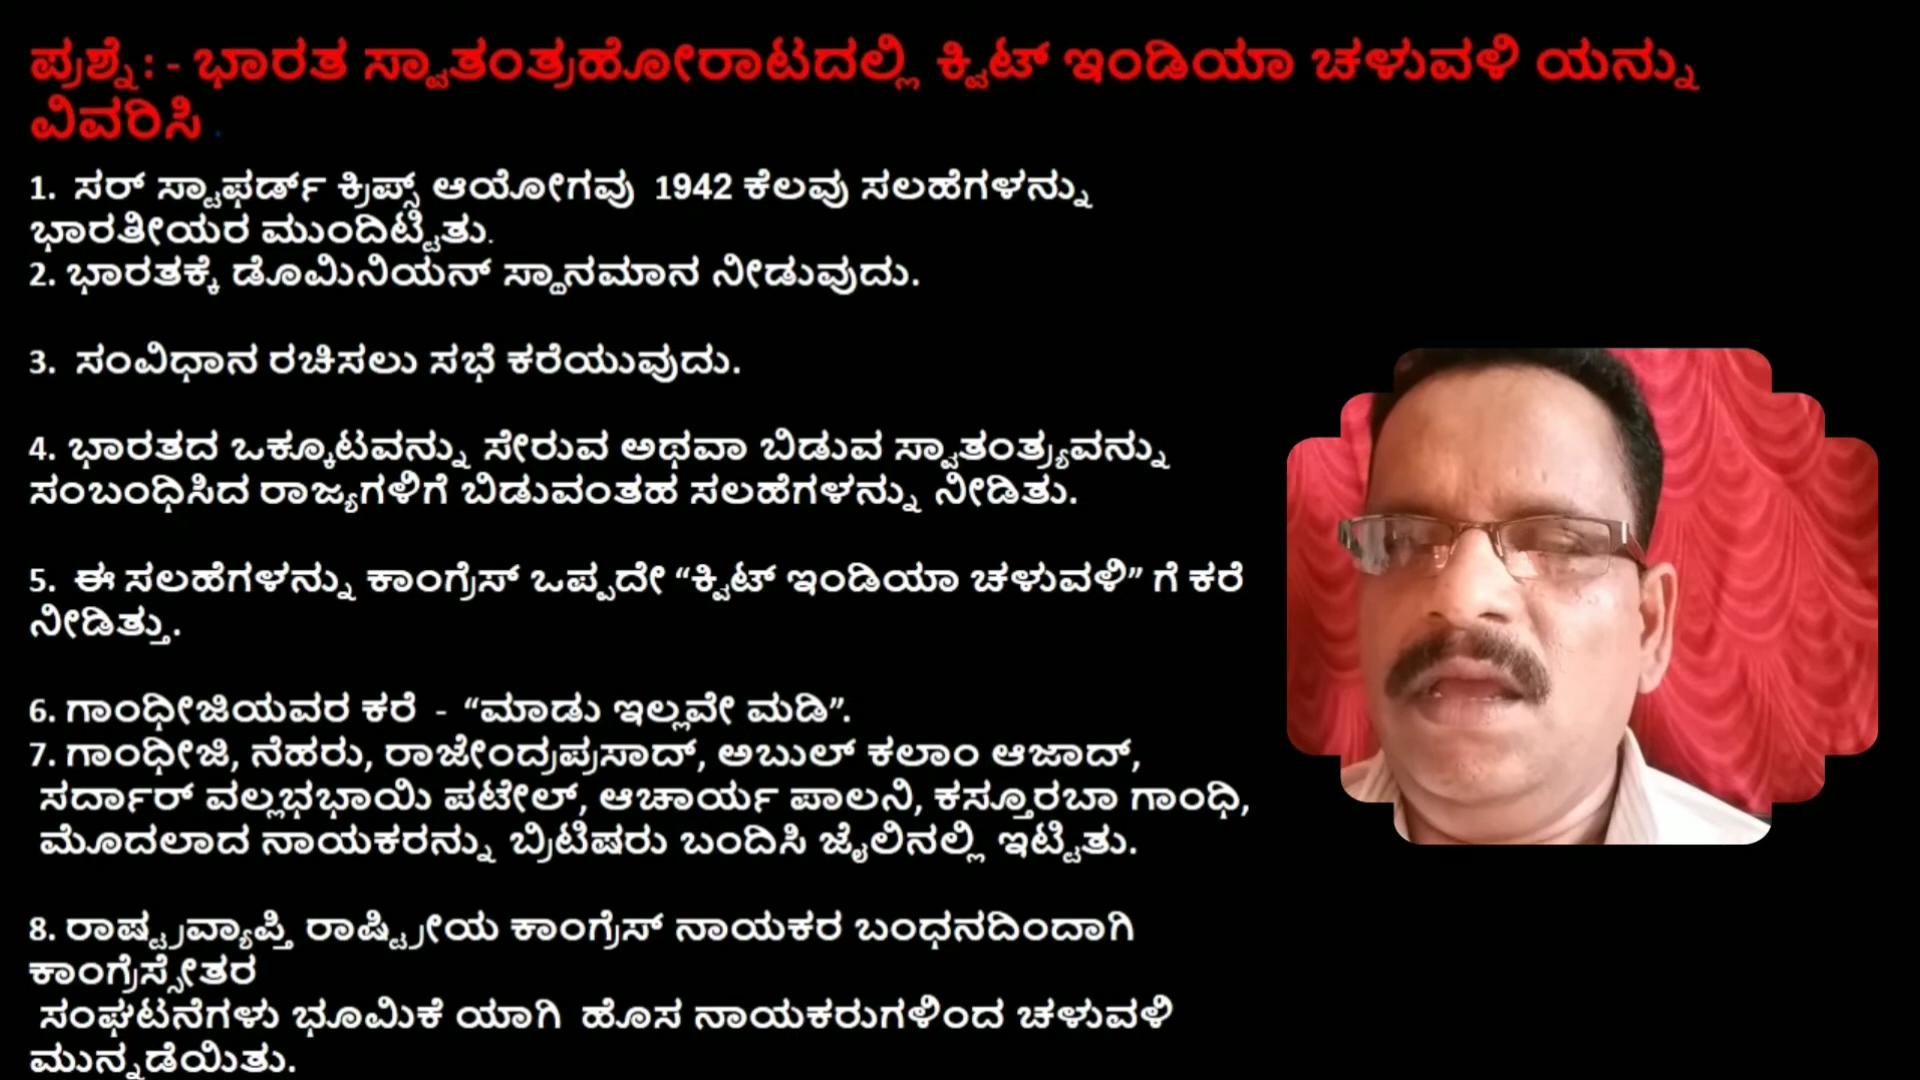 ಪ್ರಶ್ನೆ: - ಭಾರತ ಸ್ವಾತಂತ್ರಹೋರಾಟದಲ್ಲಿ ಕ್ವಿಟ್ ಇಂಡಿಯಾ ಚಳುವಳಿ ಯನ್ನು
ವಿವರಿಸಿ .
1. ಸರ್ ಸ್ಟಾಫರ್ಡ್ ಕ್ರಿಪ್ಸ್ ಆಯೋಗವು 1942 ಕೆಲವು ಸಲಹೆಗಳನ್ನು
ಭಾರತೀಯರ ಮುಂದಿಟ್ಟಿತು.
2. ಭಾರತಕ್ಕೆ ಡೊಮಿನಿಯನ್ ಸ್ಥಾನಮಾನ ನೀಡುವುದು.
3. ಸಂವಿಧಾನ ರಚಿಸಲು ಸಭೆ ಕರೆಯುವುದು.
4. ಭಾರತದ ಒಕ್ಕೂಟವನ್ನು ಸೇರುವ ಅಥವಾ ಬಿಡುವ ಸ್ವಾತಂತ್ರ್ಯವನ್ನು
ಸಂಬಂಧಿಸಿದ ರಾಜ್ಯಗಳಿಗೆ ಬಿಡುವಂತಹ ಸಲಹೆಗಳನ್ನು ನೀಡಿತು.
5. ಈ ಸಲಹೆಗಳನ್ನು ಕಾಂಗ್ರೆಸ್ ಒಪ್ಪದೇ “ಕ್ವಿಟ್ ಇಂಡಿಯಾ ಚಳುವಳಿ” ಗೆ ಕರೆ
ನೀಡಿತ್ತು.
6. ಗಾಂಧೀಜಿಯವರ ಕರೆ - “ಮಾಡು ಇಲ್ಲವೇ ಮಡಿ”.
7. ಗಾಂಧೀಜಿ, ನೆಹರು, ರಾಜೇಂದ್ರಪ್ರಸಾದ್, ಅಬುಲ್ ಕಲಾಂ ಆಜಾದ್,
ಸರ್ದಾರ್ ವಲ್ಲಭಭಾಯಿ ಪಟೇಲ್, ಆಚಾರ್ಯ ಪಾಲನಿ, ಕಸ್ತೂರಬಾ ಗಾಂಧಿ,
ಮೊದಲಾದ ನಾಯಕರನ್ನು ಬ್ರಿಟಿಷರು ಬಂದಿಸಿ ಜೈಲಿನಲ್ಲಿ ಇಟ್ಟಿತು.
8. ರಾಷ್ಟ್ರವ್ಯಾಪ್ತಿ ರಾಷ್ಟ್ರೀಯ ಕಾಂಗ್ರೆಸ್ ನಾಯಕರ ಬಂಧನದಿಂದಾಗಿ
ಕಾಂಗ್ರೆಸ್ಸೇತರ
ಸಂಘಟನೆಗಳು ಭೂಮಿಕೆ ಯಾಗಿ ಹೊಸ ನಾಯಕರುಗಳಿಂದ ಚಳುವಳಿ
ಮುನ್ನಡೆಯಿತು.